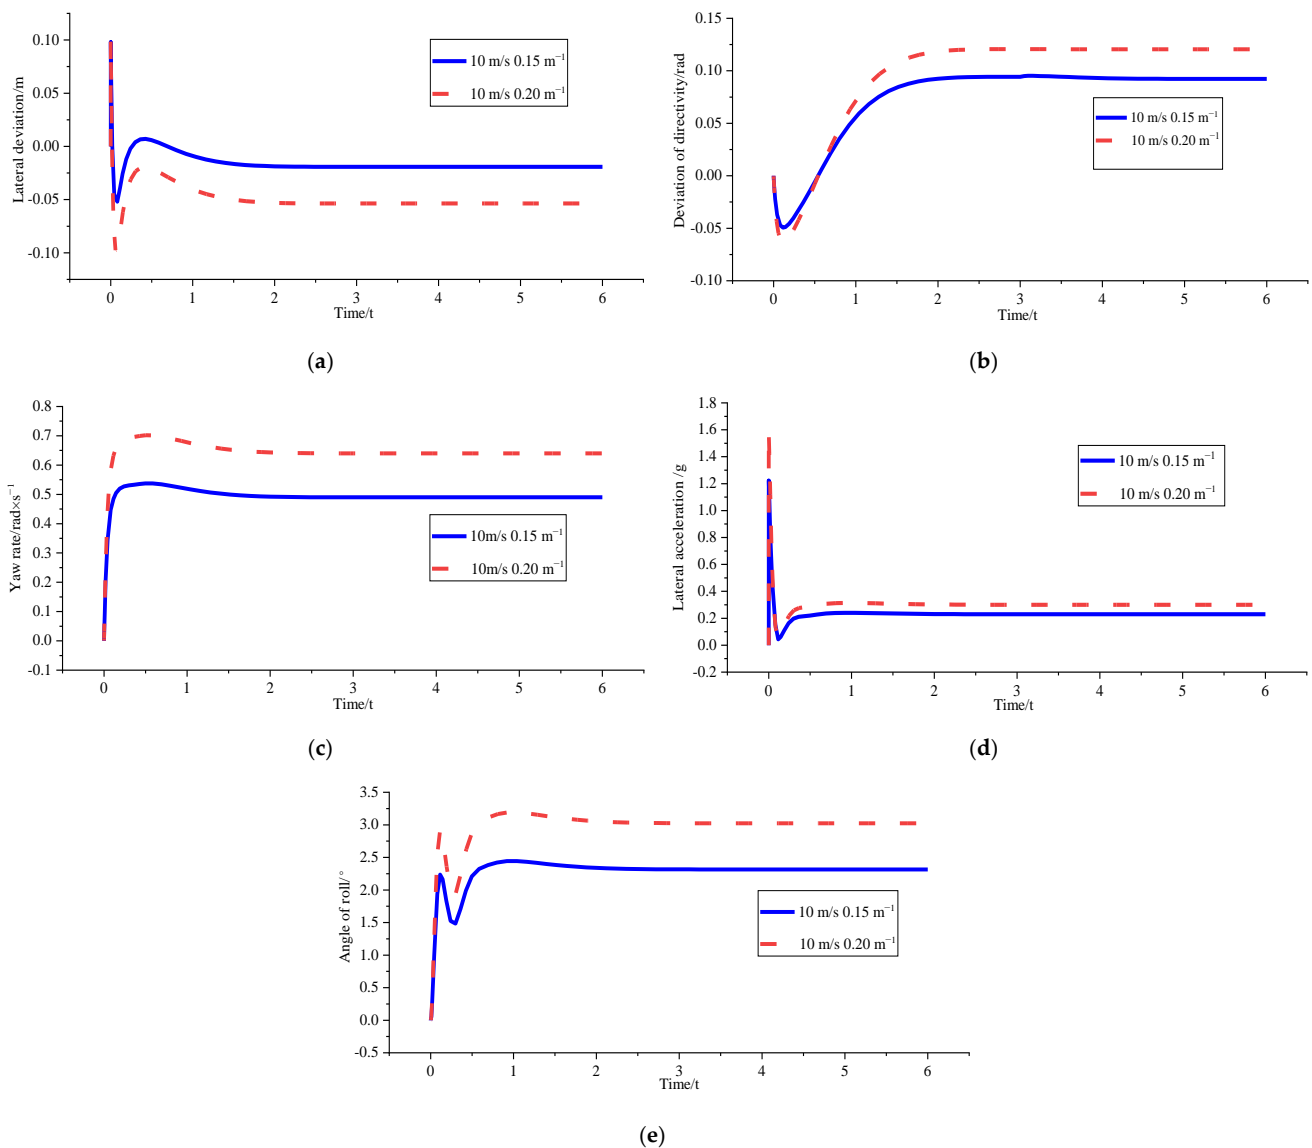 0.10
0.05
0.00
-0.05
-0.10
Lateral deviation/m
10 m/s 0.15 m⁻¹
10 m/s 0.20 m⁻¹
0 1 2 3 4 5 6
Time/t
(a)
0.15
0.10
0.05
0.00
-0.05
-0.10
Deviation of directivity/rad
10 m/s 0.15 m⁻¹
10 m/s 0.20 m⁻¹
0 1 2 3 4 5 6
Time/t
(b)
0.8
0.7
0.6
0.5
0.4
0.3
0.2
0.1
0.0
-0.1
Yaw rate/rad×s⁻¹
10m/s 0.15 m⁻¹
10m/s 0.20 m⁻¹
0 1 2 3 4 5 6
Time/t
(c)
1.8
1.6
1.4
1.2
1.0
0.8
0.6
0.4
0.2
0.0
-0.2
Lateral acceleration /g
10 m/s 0.15 m⁻¹
10 m/s 0.20 m⁻¹
0 1 2 3 4 5 6
Time/t
(d)
3.5
3.0
2.5
2.0
1.5
1.0
0.5
0.0
-0.5
Angle of roll/°
10 m/s 0.15 m⁻¹
10 m/s 0.20 m⁻¹
0 1 2 3 4 5 6
Time/t
(e)